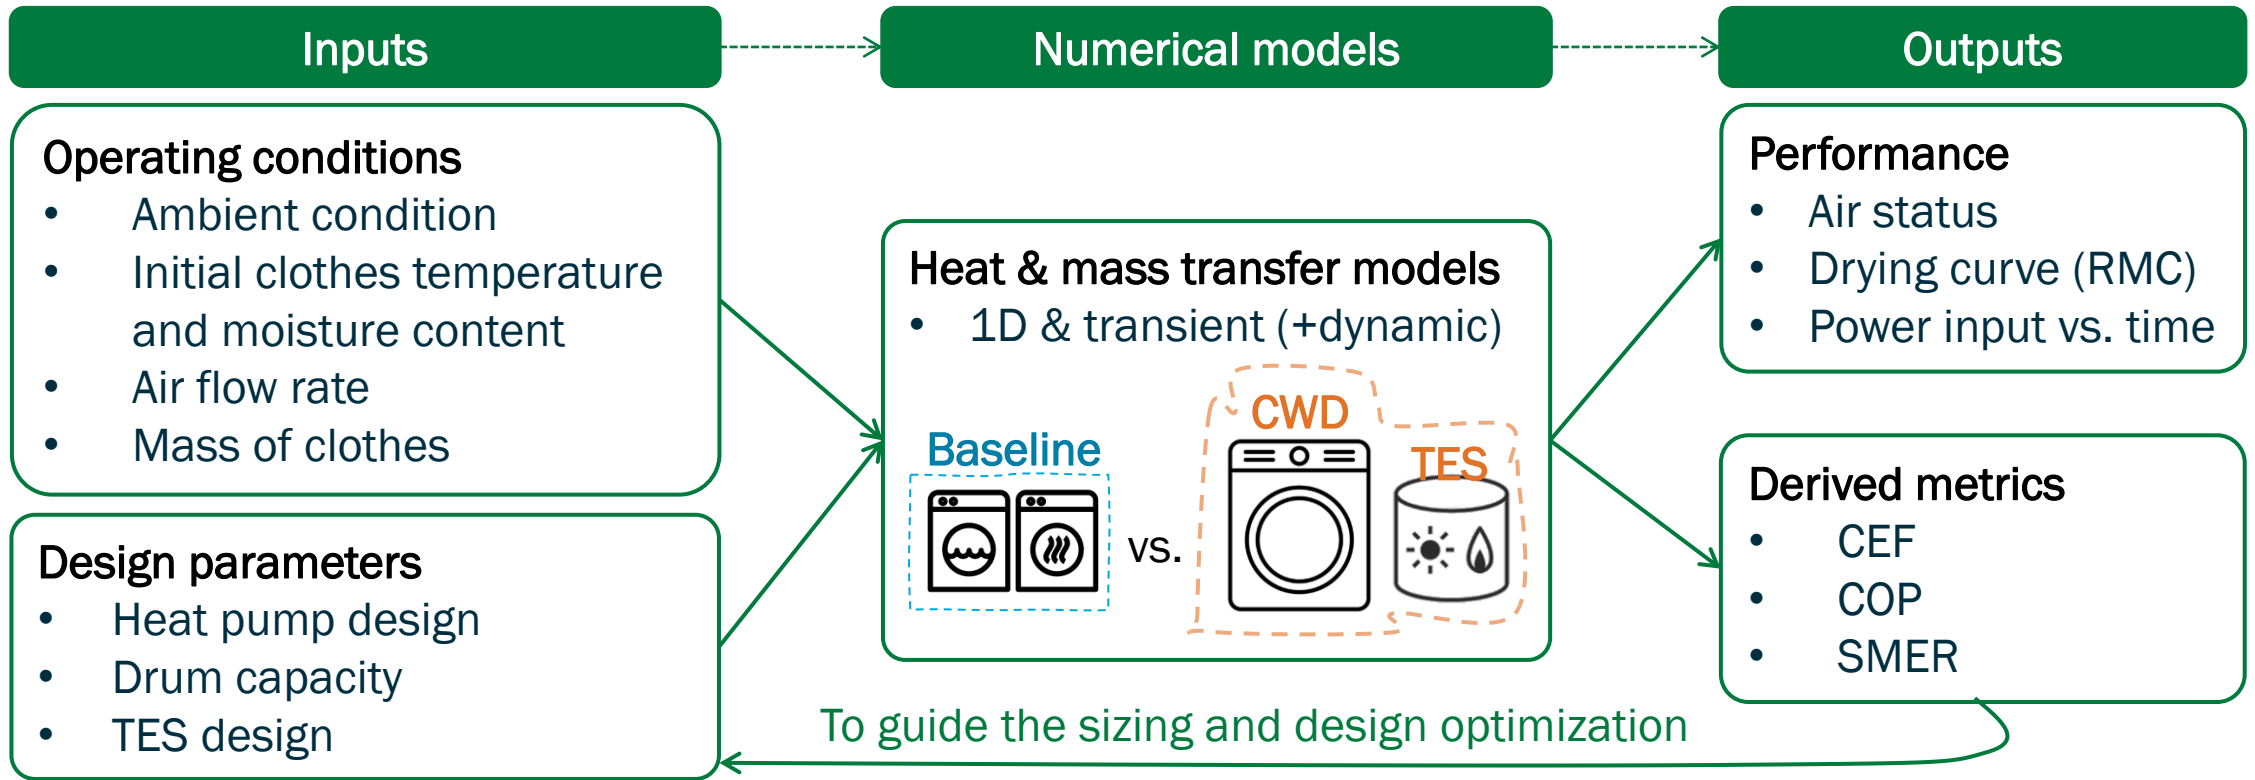 Inputs
Numerical models
Outputs
Operating conditions
• Ambient condition
• Initial clothes temperature
and moisture content
• Air flow rate
• Mass of clothes
Design parameters
• Heat pump design
• Drum capacity
• TES design
Heat & mass transfer models
• 1D & transient (+dynamic)
Baseline
vs.
CWD
TES
Performance
• Air status
• Drying curve (RMC)
• Power input vs. time
Derived metrics
• CEF
• COP
• SMER
To guide the sizing and design optimization